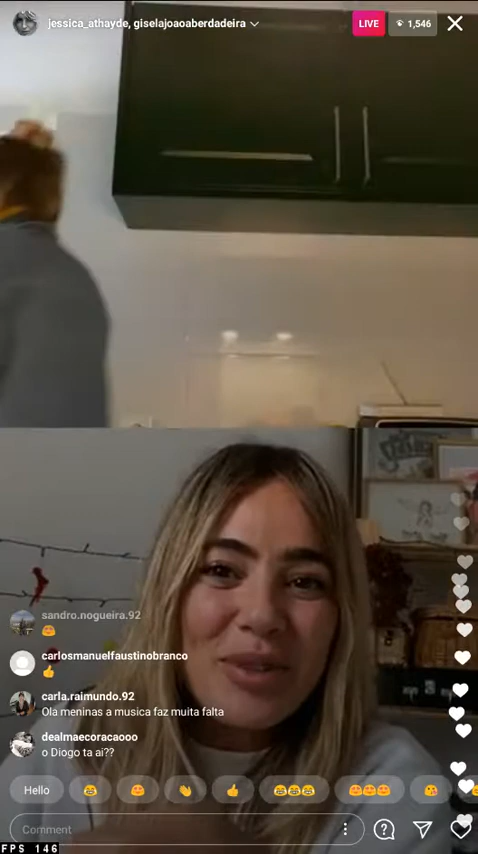 jessica_athayde, giselajoaoaberdadeira
LIVE
1,546
sandro.nogueira.92
carlosmanuelfaustinobranco
carla.raimundo.92
Ola meninas a musica faz muita falta
dealmaecoracaooo
o Diogo ta ai??
Hello
Comment
FPS 146